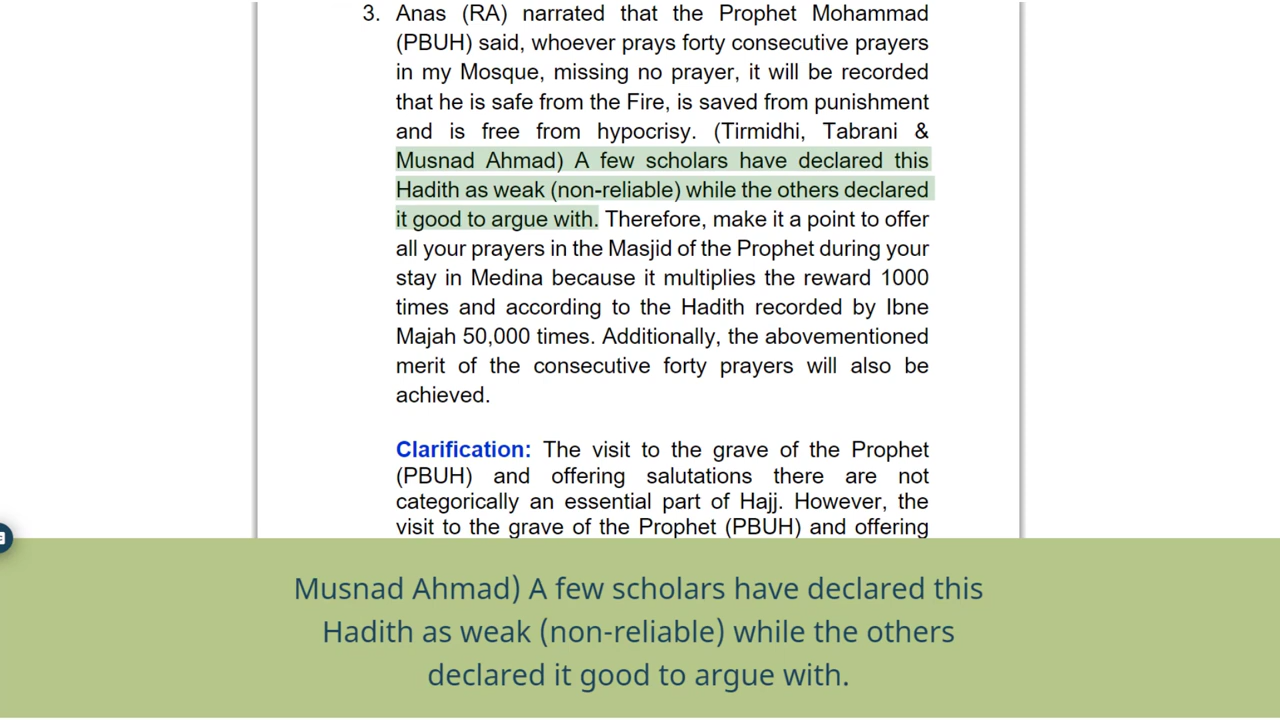 3. Anas (RA) narrated that the Prophet Mohammad
(PBUH) said, whoever prays forty consecutive prayers
in my Mosque, missing no prayer, it will be recorded
that he is safe from the Fire, is saved from punishment
and is free from hypocrisy. (Tirmidhi, Tabrani &
Musnad Ahmad) A few scholars have declared this
Hadith as weak (non-reliable) while the others declared
it good to argue with. Therefore, make it a point to offer
all your prayers in the Masjid of the Prophet during your
stay in Medina because it multiplies the reward 1000
times and according to the Hadith recorded by Ibne
Majah 50,000 times. Additionally, the abovementioned
merit of the consecutive forty prayers will also be
achieved.
Clarification: The visit to the grave of the Prophet
(PBUH) and offering salutations there are not
categorically an essential part of Hajj. However, the
visit to the grave of the Prophet (PBUH) and offering
Musnad Ahmad) A few scholars have declared this
Hadith as weak (non-reliable) while the others
declared it good to argue with.